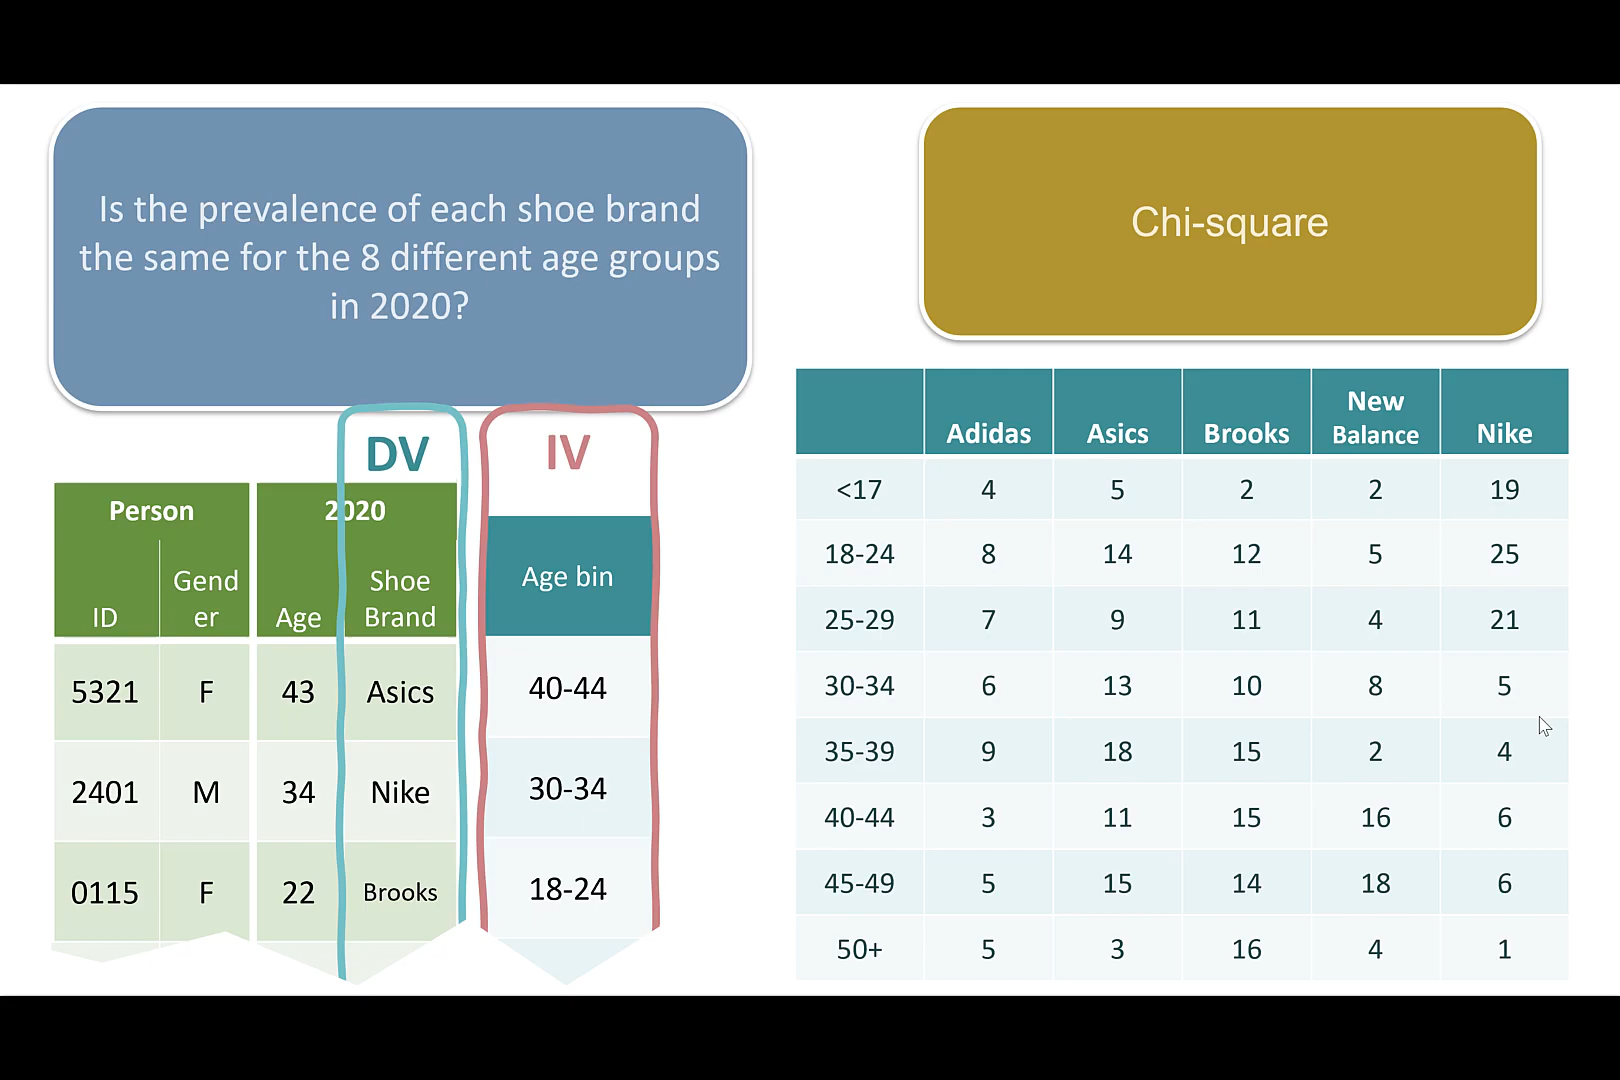 Is the prevalence of each shoe brand
the same for the 8 different age groups
in 2020?
Chi-square
DV
IV
Person
2020
ID
Gend
er
Age
Shoe
Brand
Age bin
5321 F 43 Asics 40-44
2401 M 34 Nike 30-34
0115 F 22 Brooks 18-24
Adidas Asics Brooks New
Balance Nike
<17 4 5 2 2 19
18-24 8 14 12 5 25
25-29 7 9 11 4 21
30-34 6 13 10 8 5
35-39 9 18 15 2 4
40-44 3 11 15 16 6
45-49 5 15 14 18 6
50+ 5 3 16 4 1